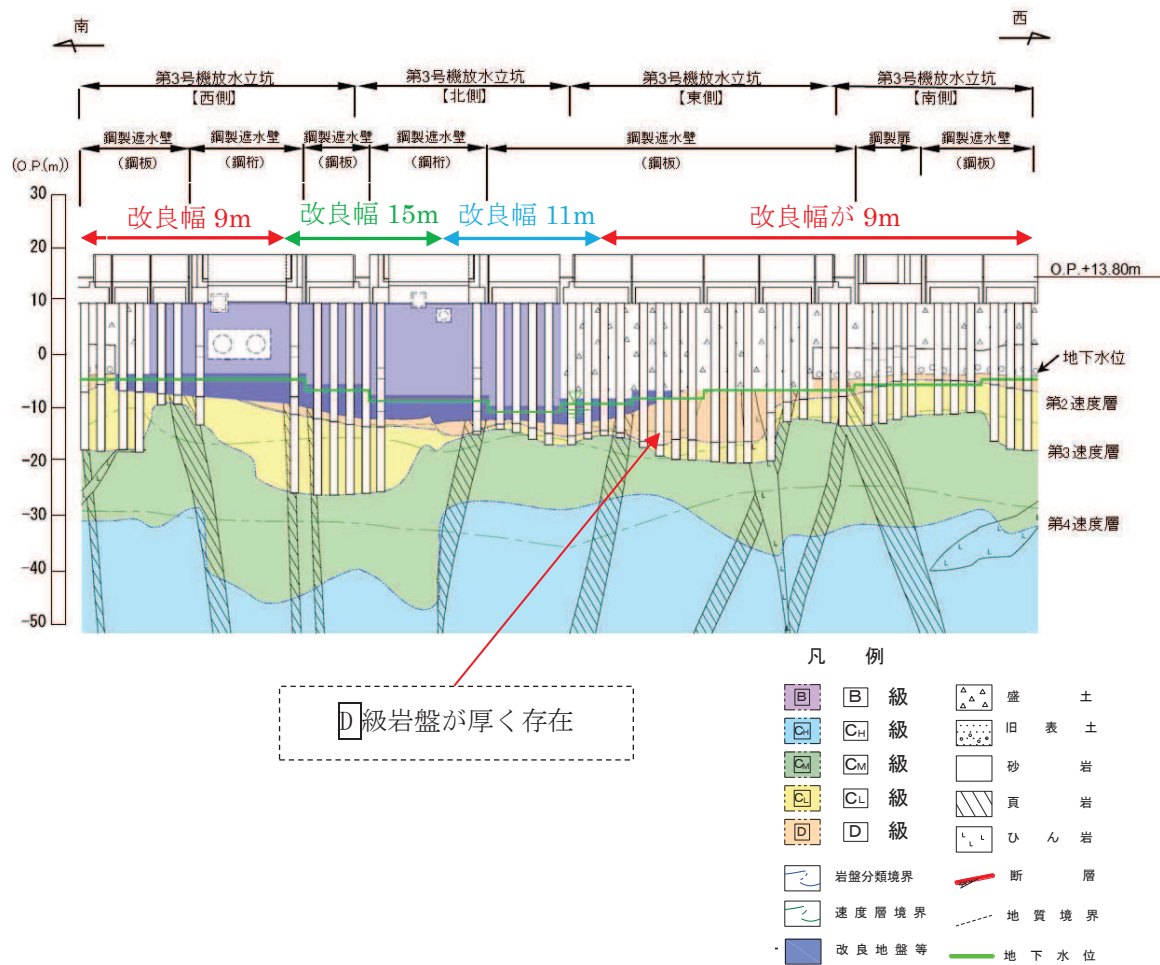 南
西
第3号機放水立坑
【西側】
第3号機放水立坑
【北側】
第3号機放水立坑
【東側】
第3号機放水立坑
【南側】
鋼製遮水壁
(鋼板)
鋼製遮水壁
(鋼桁)
鋼製遮水壁
(鋼板)
鋼製遮水壁
(鋼桁)
鋼製遮水壁
(鋼板)
鋼製扉
鋼製遮水壁
(鋼板)
(O.P.(m))
30
20
10
0
-10
-20
-30
-40
-50
改良幅 9m
改良幅 15m
改良幅 11m
改良幅が 9m
O.P.+13.80m
地下水位
第2速度層
第3速度層
第4速度層
D級岩盤が厚く存在
凡 例
B B 級
CH CH 級
CM CM 級
CL CL 級
D D 級
岩盤分類境界
速度層境界
改良地盤等
盛土
旧表土
砂岩
頁岩
ひん岩
断層
地質境界
地下水位